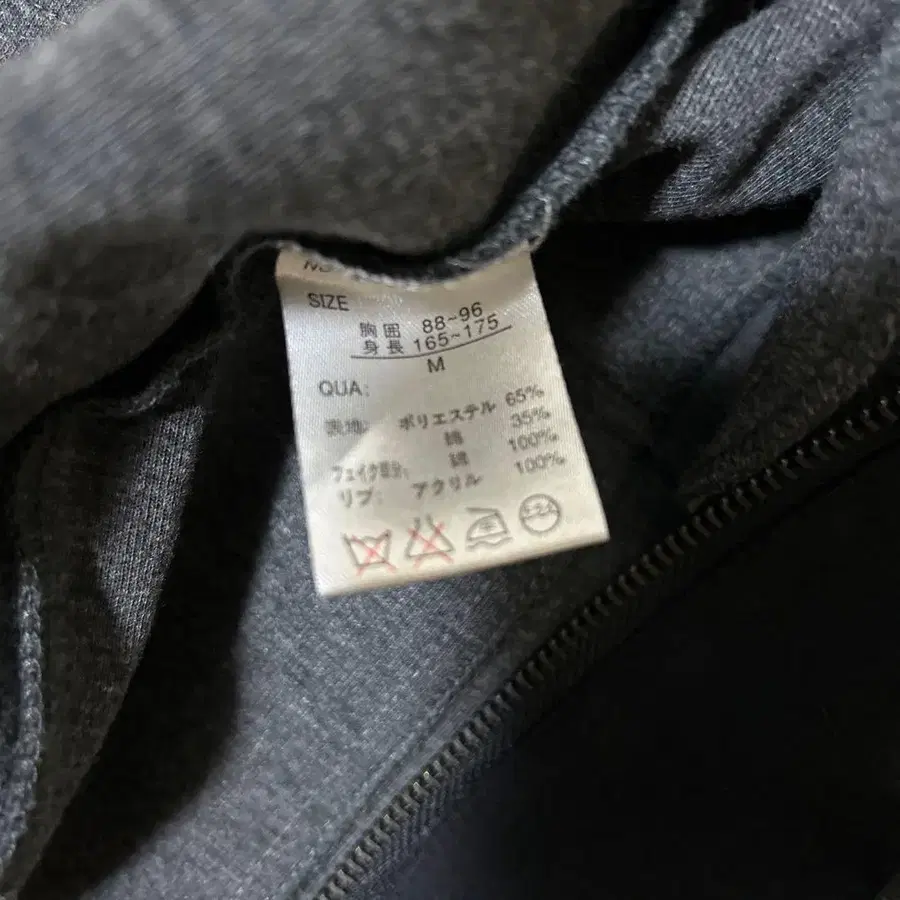 SIZE
胸囲 88~96
身長 165~175
M
QUA:
表地: ポリエステル 65%
綿 35%
フェイク部分: 綿 100%
リブ: アクリル 100%